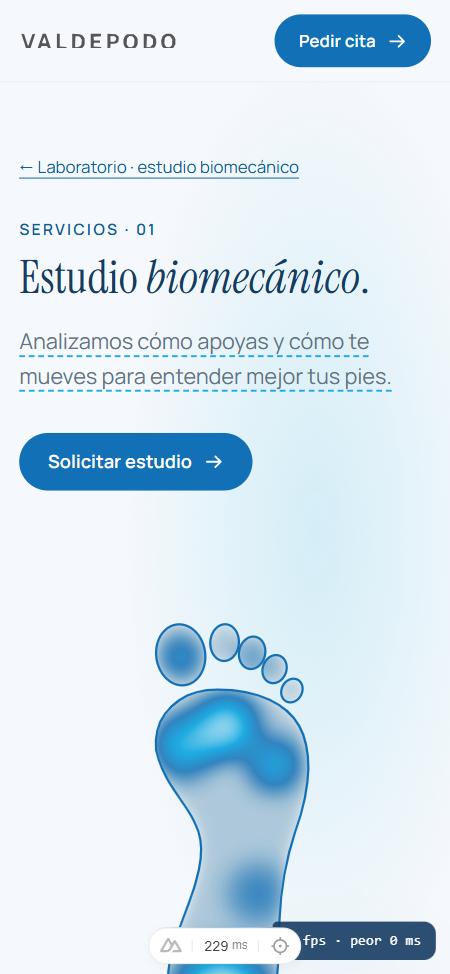 VALDEPODO
Pedir cita →
← Laboratorio · estudio biomecánico
SERVICIOS · 01
Estudio biomecánico.
Analizamos cómo apoyas y cómo te
mueves para entender mejor tus pies.
Solicitar estudio →
229 ms
fps · peor 0 ms